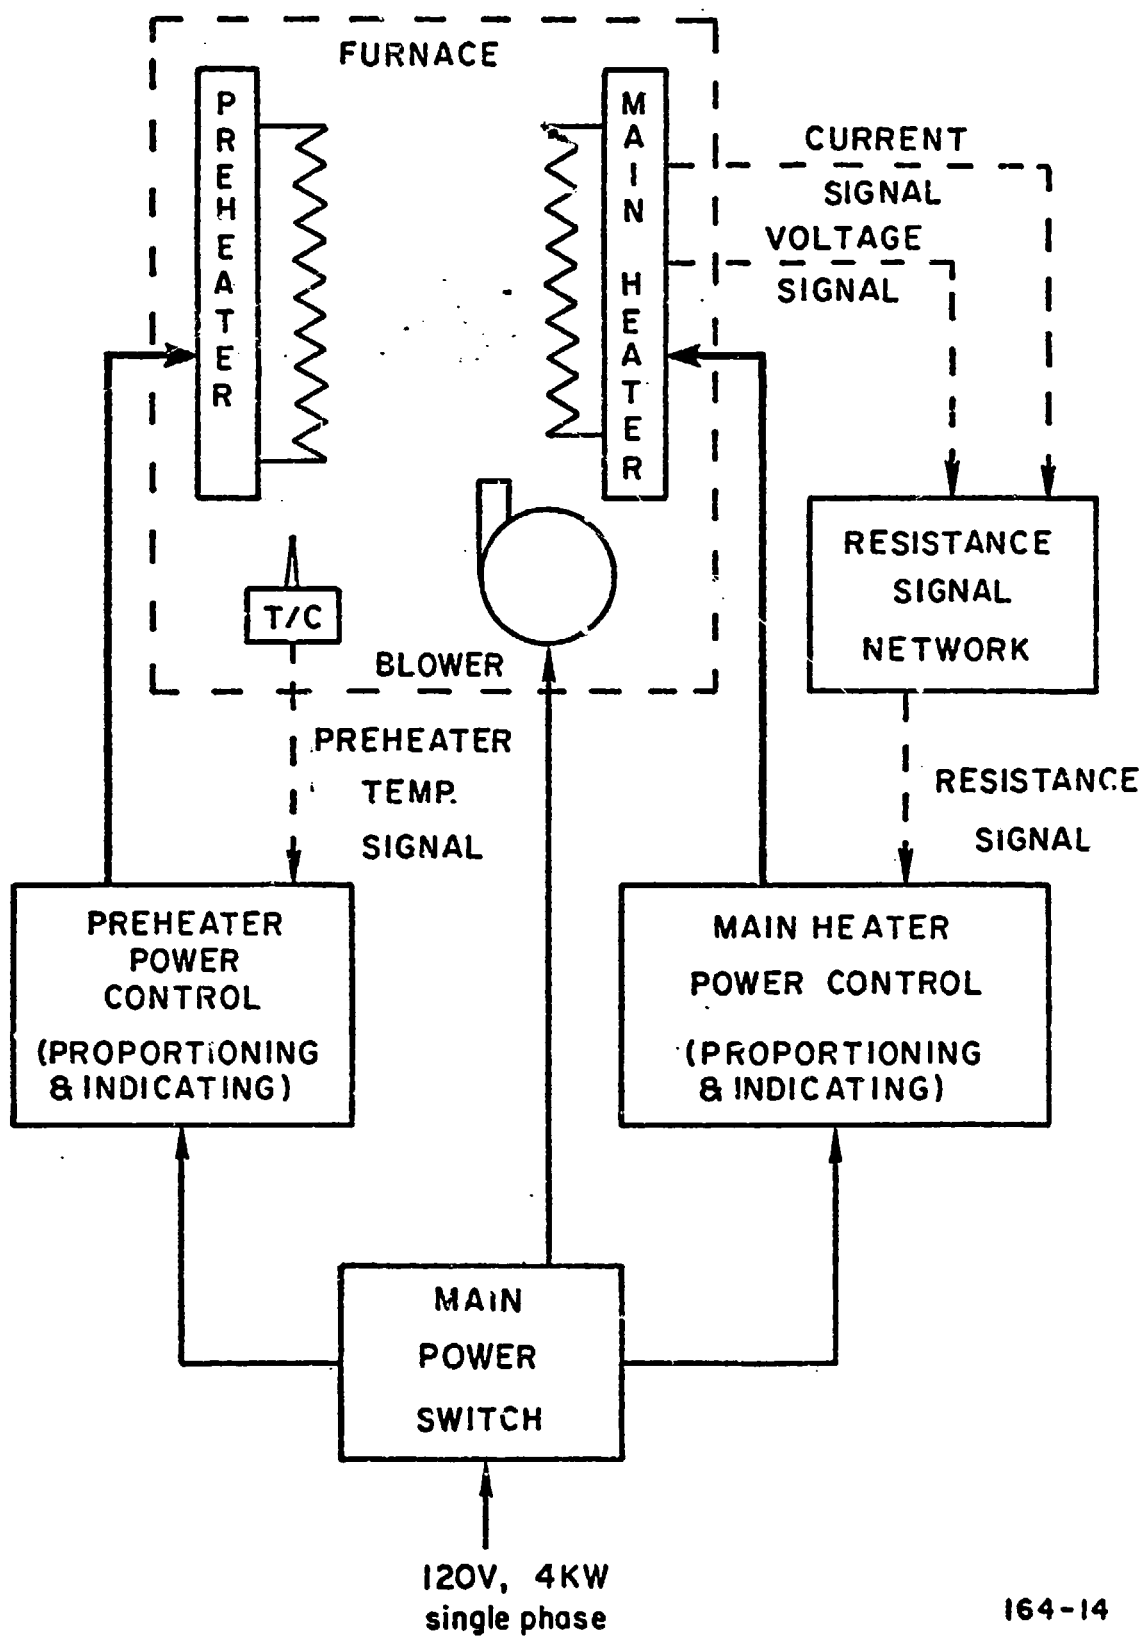 FURNACE
PREHEATER
MAIN HEATER
CURRENT
SIGNAL
VOLTAGE
SIGNAL
RESISTANCE
SIGNAL
NETWORK
T/C
BLOWER
PREHEATER
TEMP.
SIGNAL
RESISTANCE
SIGNAL
PREHEATER
POWER
CONTROL
(PROPORTIONING
& INDICATING)
MAIN HEATER
POWER CONTROL
(PROPORTIONING
& INDICATING)
MAIN
POWER
SWITCH
120V, 4KW
single phase
164-14